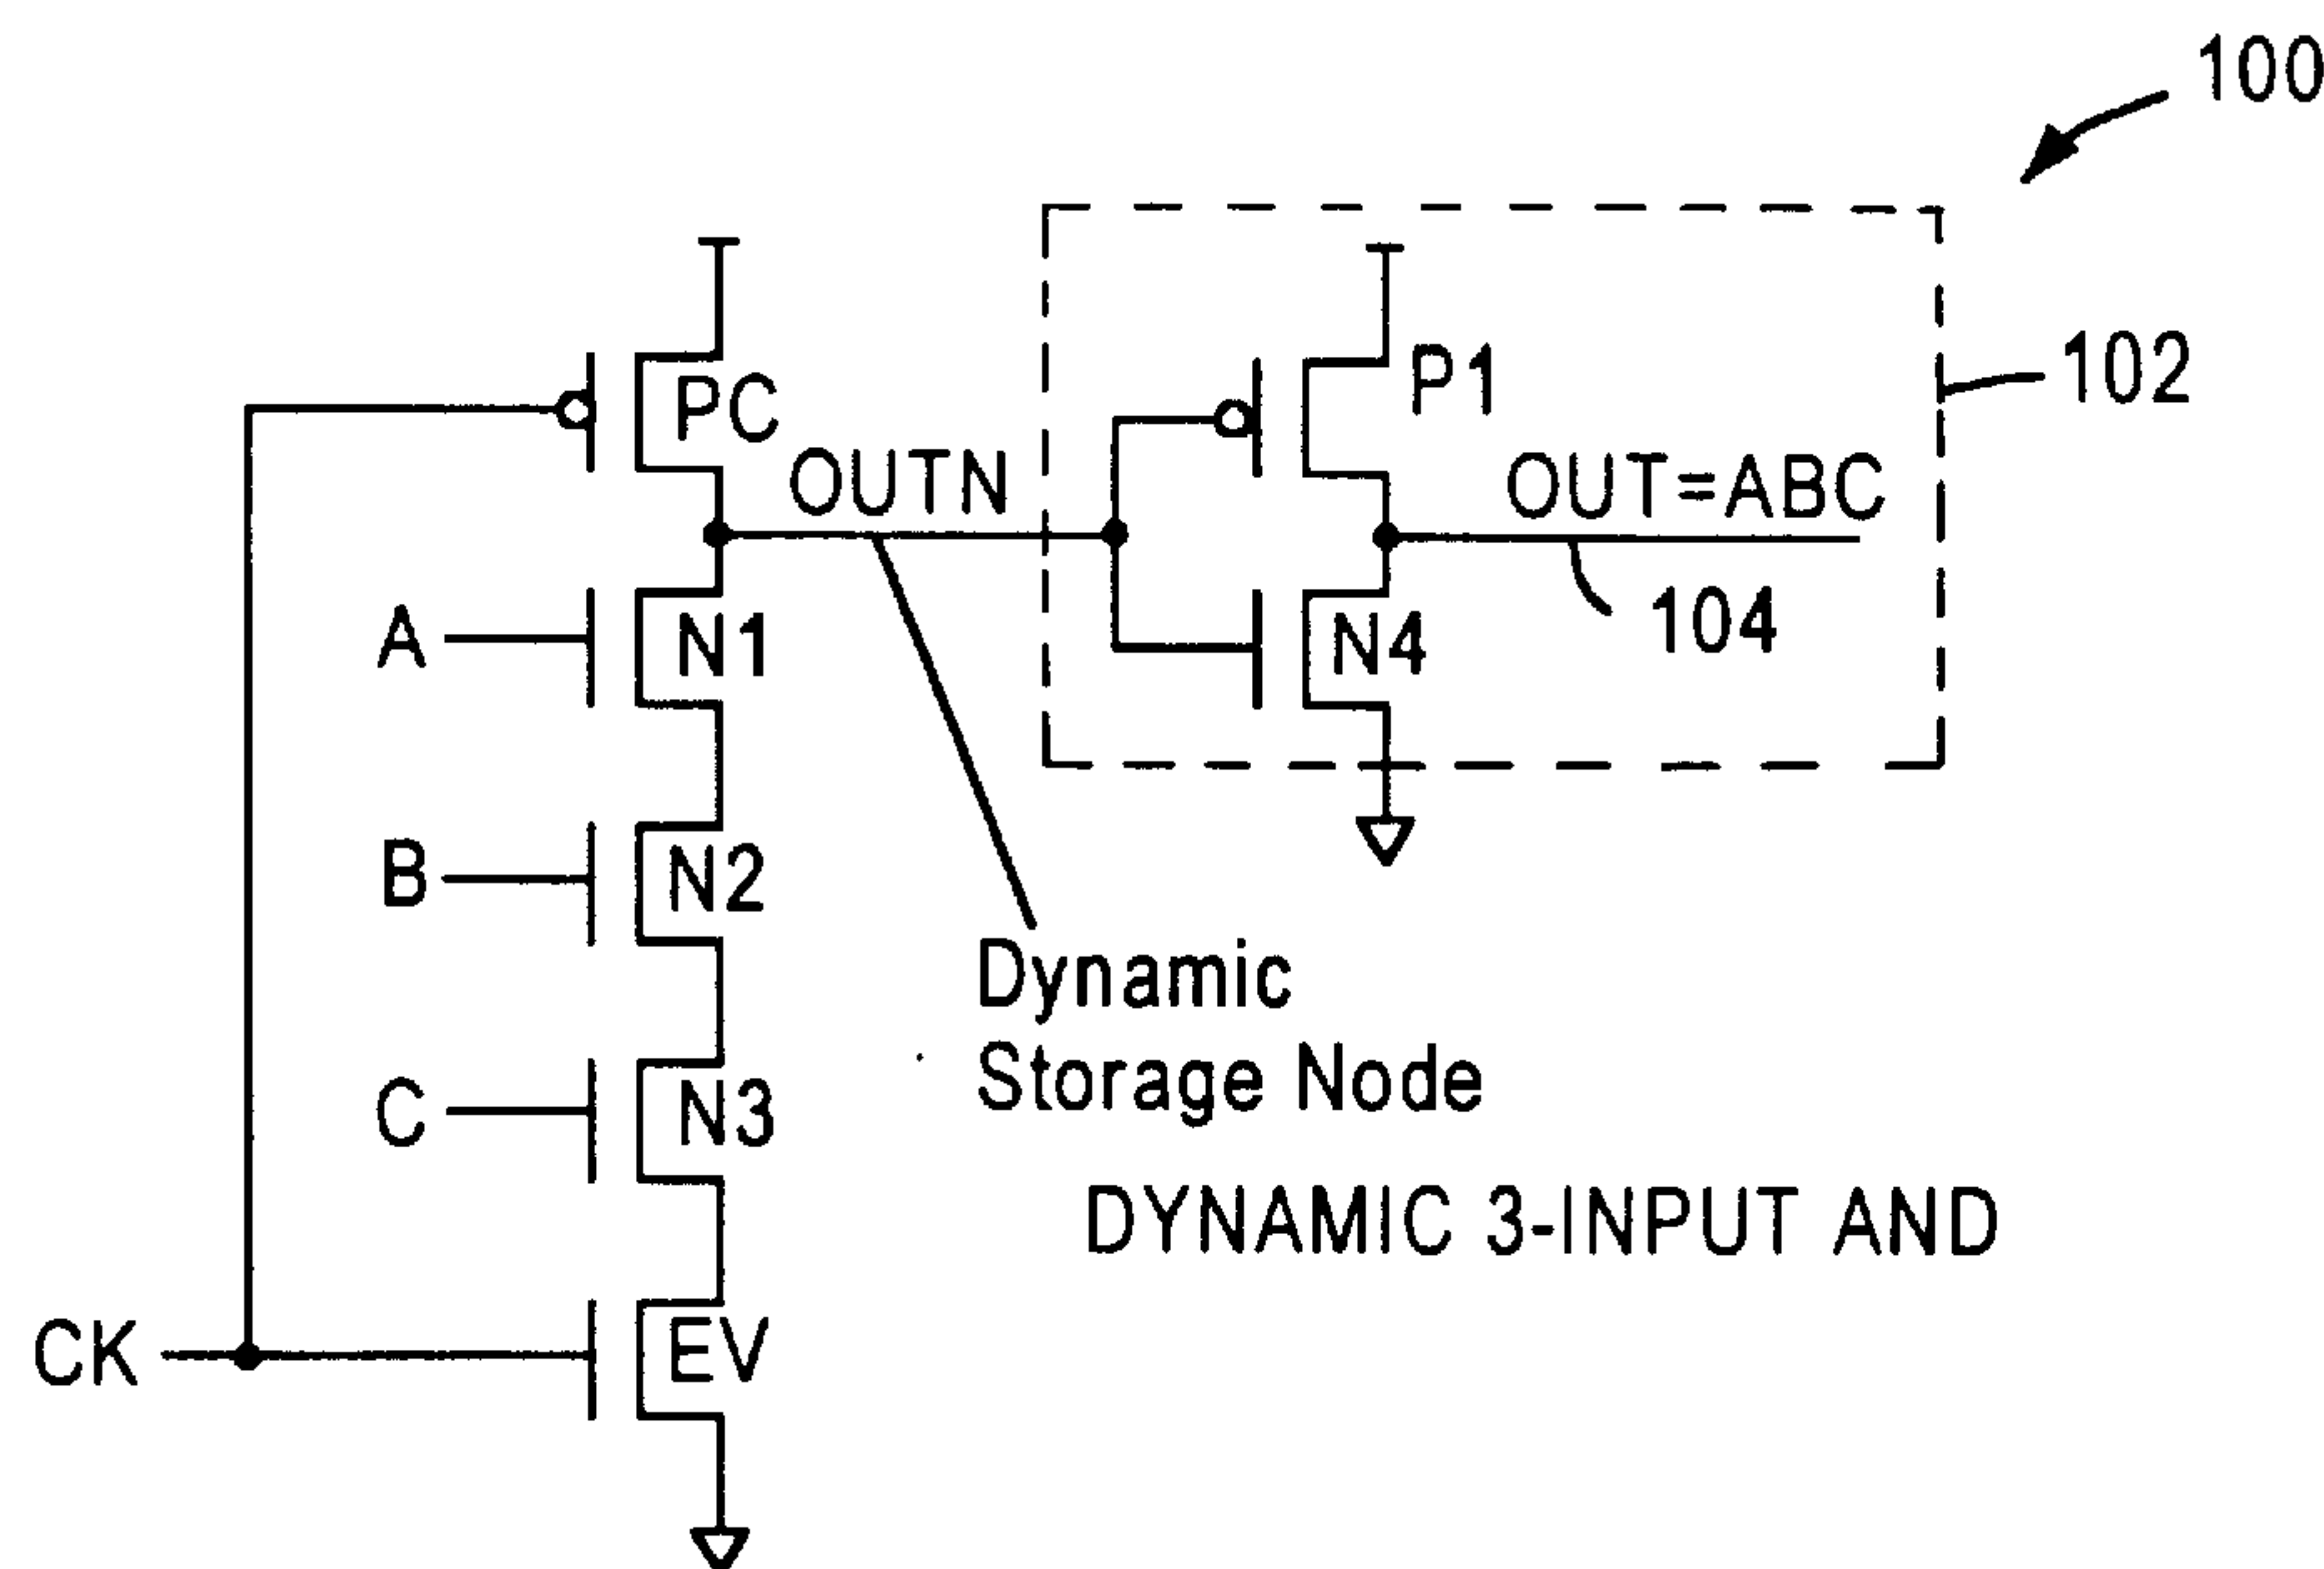 100
102
PC
P1
OUTN
OUT=ABC
A
N1
N4
104
B
N2
Dynamic
Storage Node
C
N3
DYNAMIC 3-INPUT AND
CK
EV